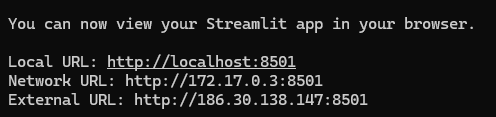 You can now view your Streamlit app in your browser.
Local URL: http://localhost:8501
Network URL: http://172.17.0.3:8501
External URL: http://186.30.138.147:8501